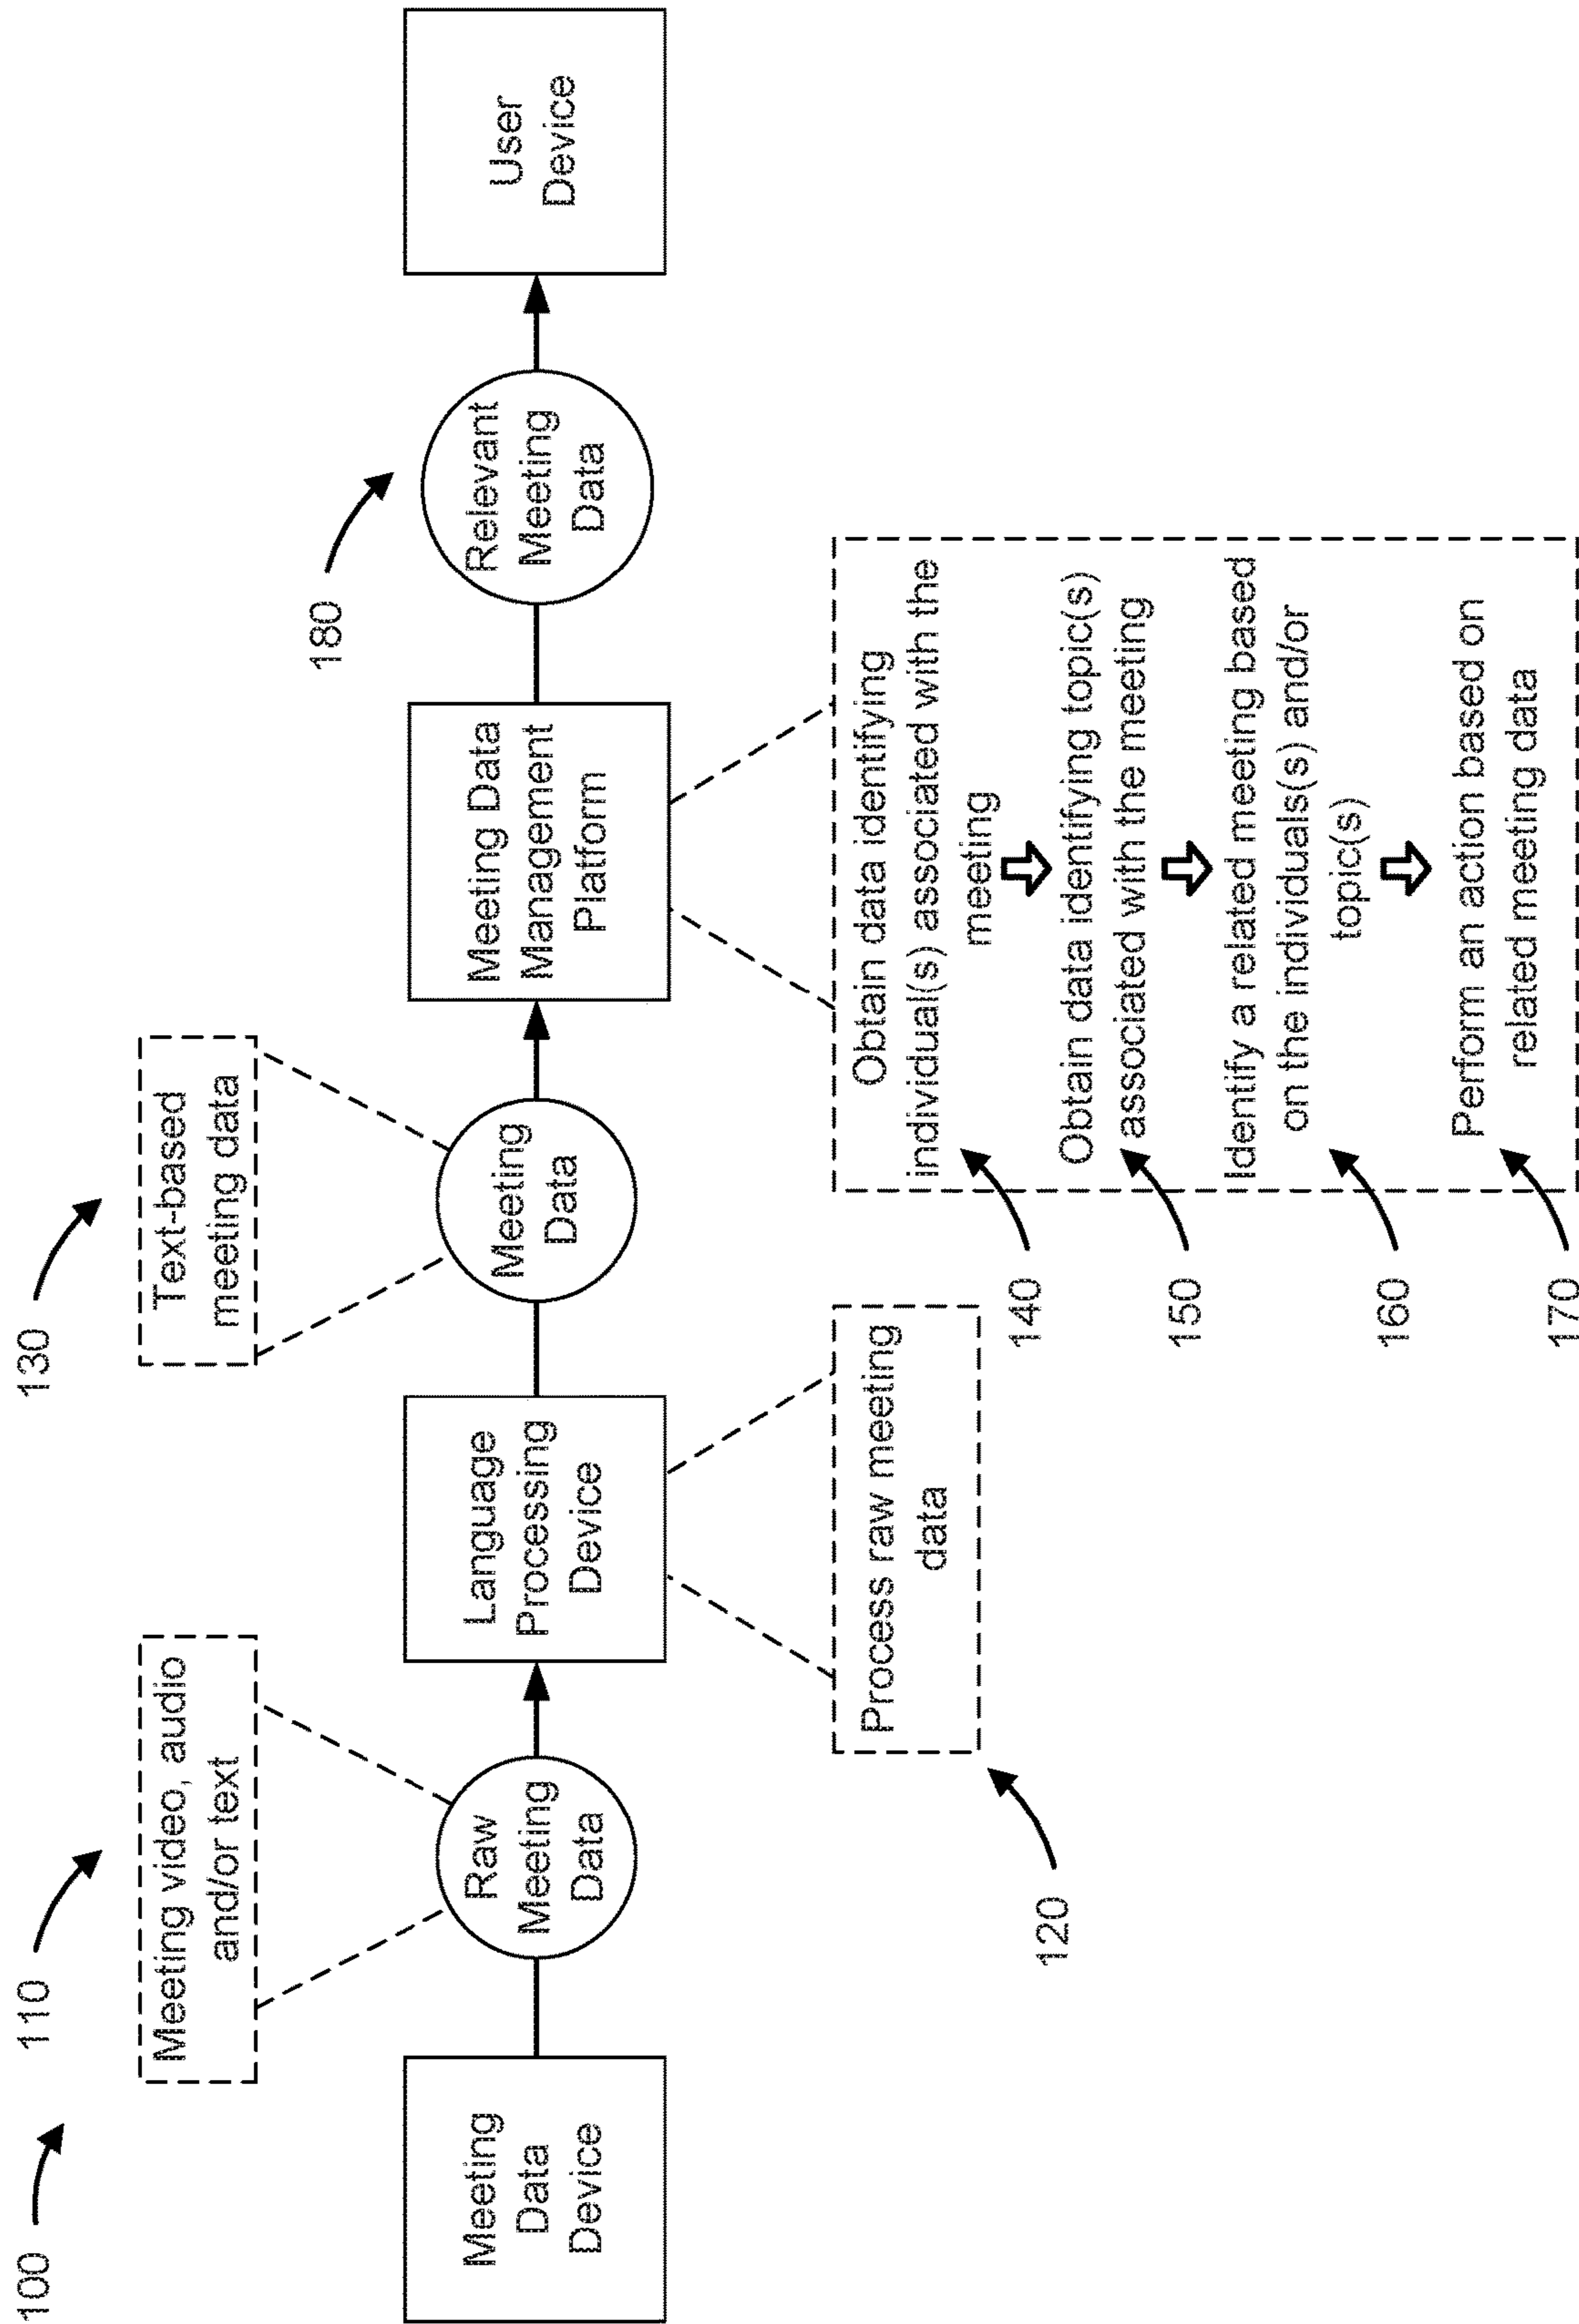 100
110
130
180
Meeting video, audio
and/or text
Text-based
meeting data
Meeting
Data
Device
Raw
Meeting
Data
Language
Processing
Device
Meeting
Data
Meeting Data
Management
Platform
Relevant
Meeting
Data
User
Device
Process raw meeting
data
120
Obtain data identifying
individual(s) associated with the
meeting
Obtain data identifying topic(s)
associated with the meeting
Identify a related meeting based
on the individuals(s) and/or
topic(s)
Perform an action based on
related meeting data
140
150
160
170